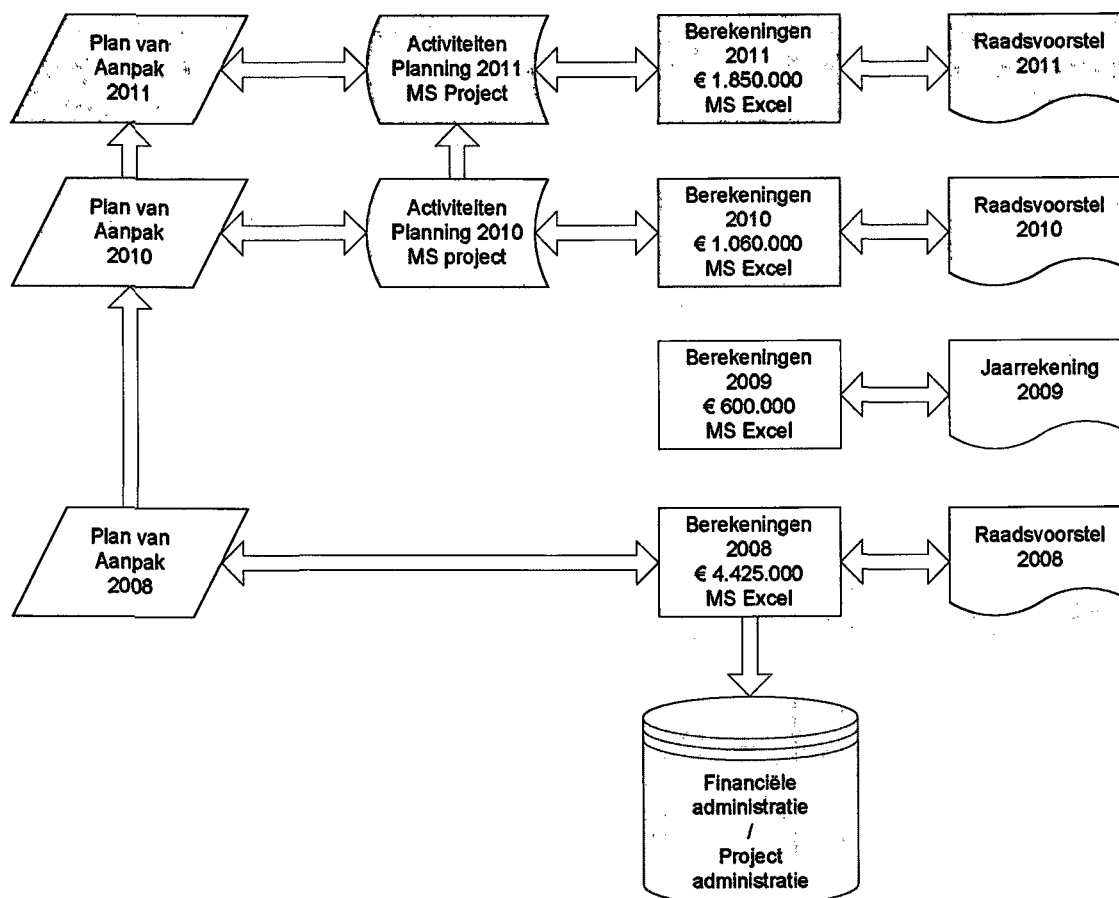 Plan van
Aanpak
2011
Activiteiten
Planning 2011
MS Project
Berekeningen
2011
€ 1.850.000
MS Excel
Raadsvoorstel
2011
Plan van
Aanpak
2010
Activiteiten
Planning 2010
MS project
Berekeningen
2010
€ 1.060.000
MS Excel
Raadsvoorstel
2010
Berekeningen
2009
€ 600.000
MS Excel
Jaarrekening
2009
Plan van
Aanpak
2008
Berekeningen
2008
€ 4.425.000
MS Excel
Raadsvoorstel
2008
Financiële
administratie
/
Project
administratie